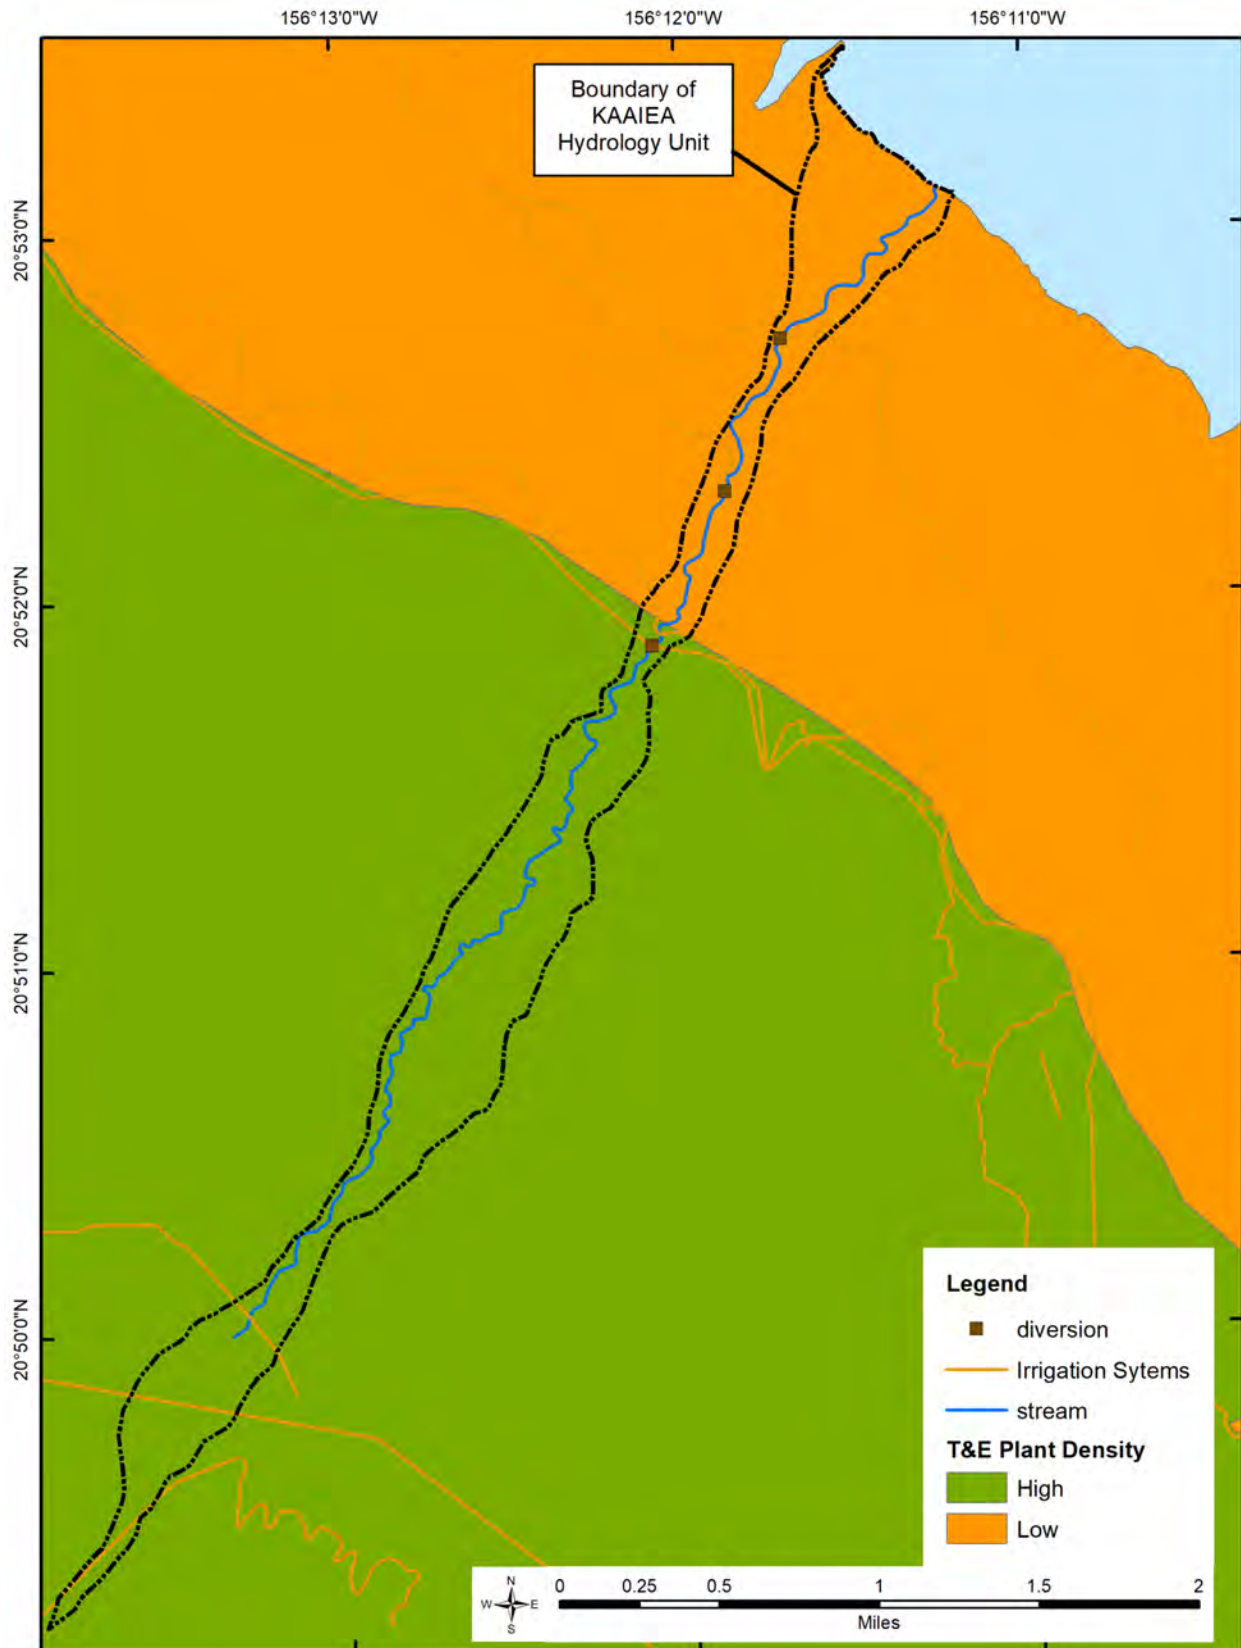 156°13'0"W
156°12'0"W
156°11'0"W
Boundary of
KAAIEA
Hydrology Unit
20°53'0"N
20°52'0"N
20°51'0"N
20°50'0"N
Legend
diversion
Irrigation Sytems
stream
T&E Plant Density
High
Low
N
W E
S
0 0.25 0.5 1 1.5 2
Miles